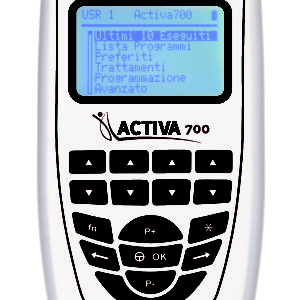 USR 1 Activa700
Ultimi 10 Eseguiti
Lista Programmi
Preferiti
Trattamenti
Programmazione
Avanzato
ACTIVA 700
fn P+
OK
P-